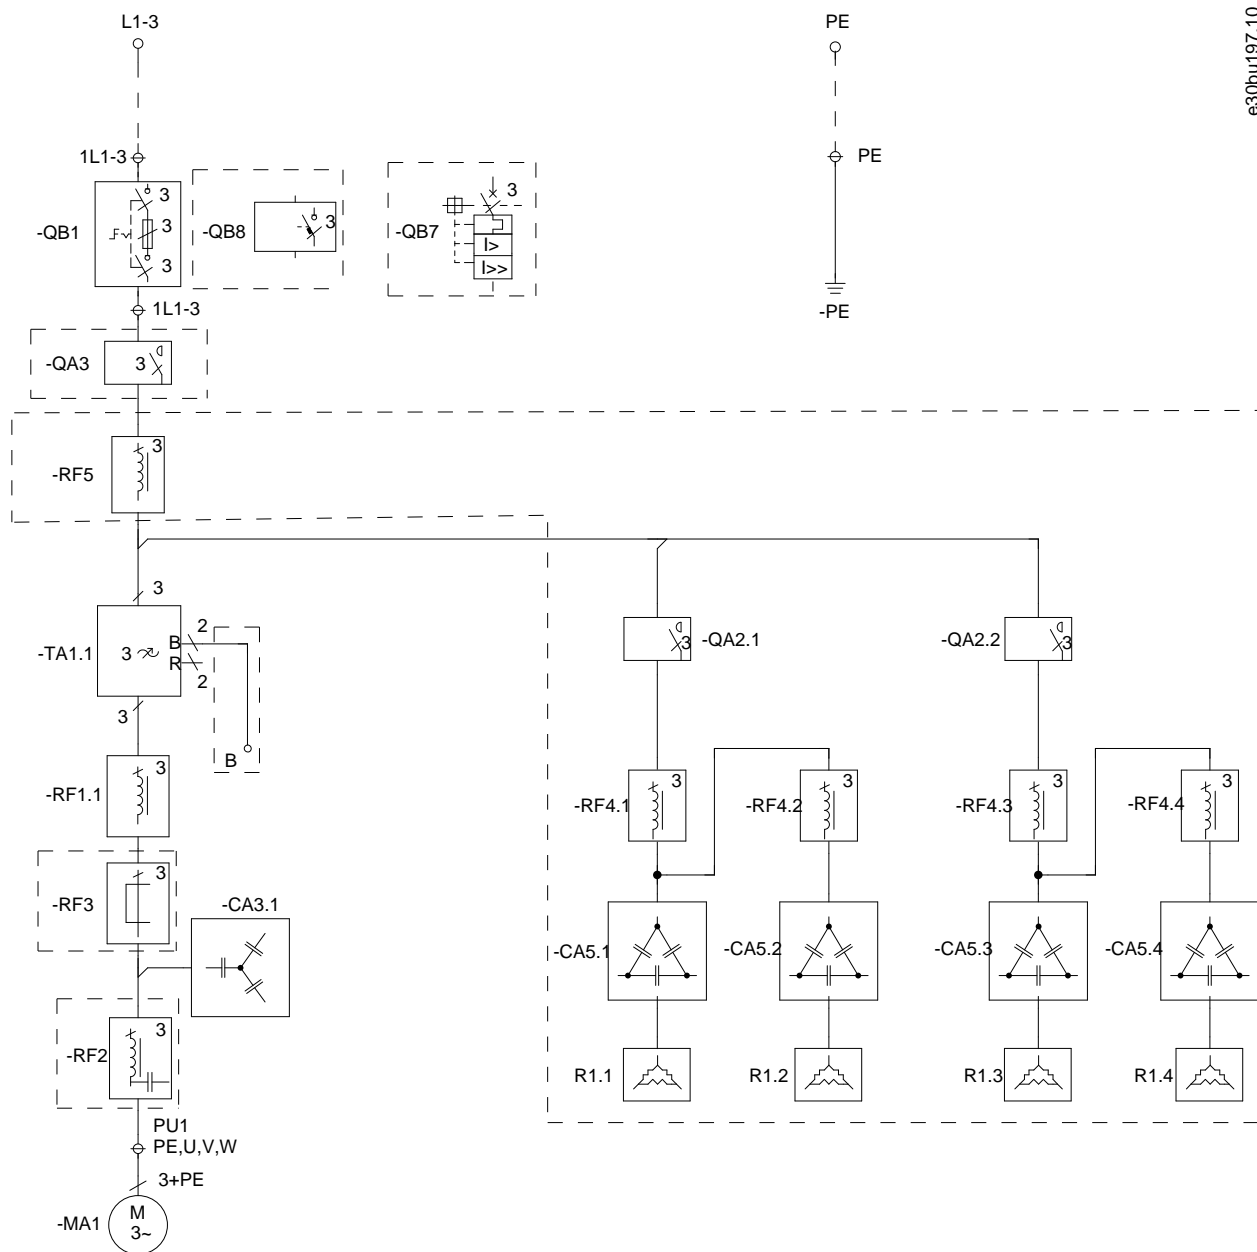 L1-3
PE
e30bu197.10
1L1-3
PE
-QB1
3
3
3
-QB8
3
-QB7
3
I>
I>>
1L1-3
-PE
-QA3
3
-RF5
3
3
-TA1.1
3
B
R
2
2
3
B
-QA2.1
3
-QA2.2
3
-RF1.1
3
-RF4.1
3
-RF4.2
3
-RF4.3
3
-RF4.4
3
-RF3
3
-CA3.1
-CA5.1
-CA5.2
-CA5.3
-CA5.4
-RF2
3
R1.1
R1.2
R1.3
R1.4
PU1
PE,U,V,W
3+PE
-MA1
M
3~